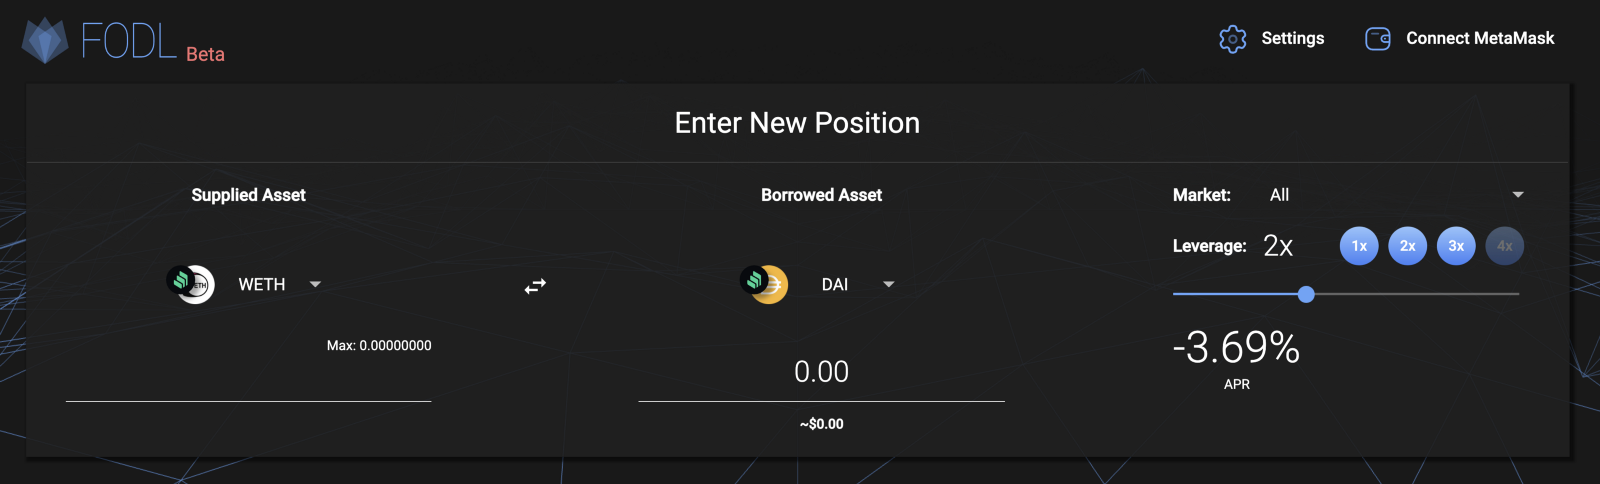 FODL Beta
Settings
Connect MetaMask
Enter New Position
Supplied Asset
Borrowed Asset
Market: All
Leverage: 2x 1x 2x 3x 4x
WETH
DAI
Max: 0.00000000
0.00
~$0.00
-3.69%
APR